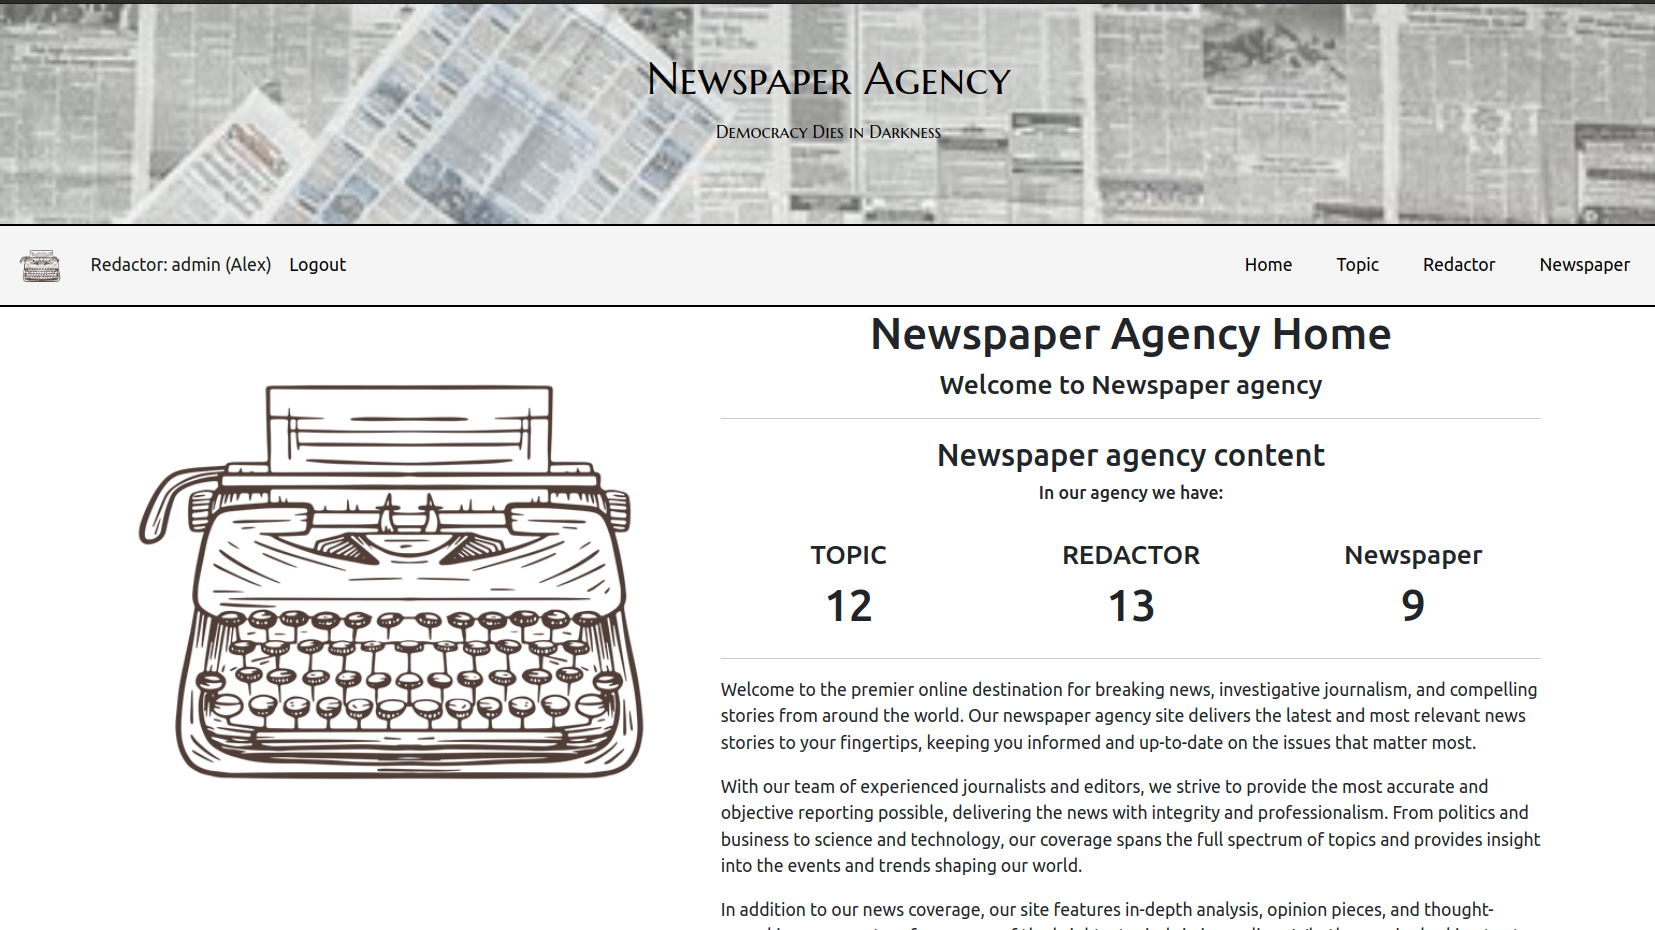 Newspaper Agency
Democracy Dies in Darkness
Redactor: admin (Alex) Logout Home Topic Redactor Newspaper
Newspaper Agency Home
Welcome to Newspaper agency
Newspaper agency content
In our agency we have:
TOPIC REDACTOR Newspaper
12 13 9
Welcome to the premier online destination for breaking news, investigative journalism, and compelling
stories from around the world. Our newspaper agency site delivers the latest and most relevant news
stories to your fingertips, keeping you informed and up-to-date on the issues that matter most.
With our team of experienced journalists and editors, we strive to provide the most accurate and
objective reporting possible, delivering the news with integrity and professionalism. From politics and
business to science and technology, our coverage spans the full spectrum of topics and provides insight
into the events and trends shaping our world.
In addition to our news coverage, our site features in-depth analysis, opinion pieces, and thought-